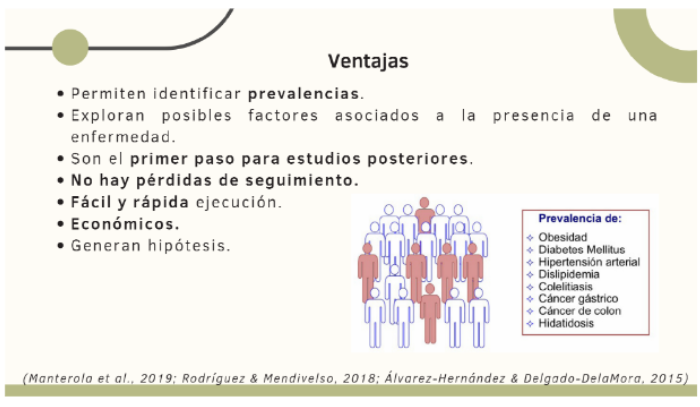 Ventajas
• Permiten identificar prevalencias.
• Exploran posibles factores asociados a la presencia de una
enfermedad.
• Son el primer paso para estudios posteriores.
• No hay pérdidas de seguimiento.
• Fácil y rápida ejecución.
• Económicos.
• Generan hipótesis.
Prevalencia de:
Obesidad
Diabetes Mellitus
Hipertensión arterial
Dislipidemia
Colelitiasis
Cáncer gástrico
Cáncer de colon
Hidatidosis
(Manterola et al., 2019; Rodríguez & Mendivelso, 2018; Álvarez-Hernández & Delgado-DelaMora, 2015)